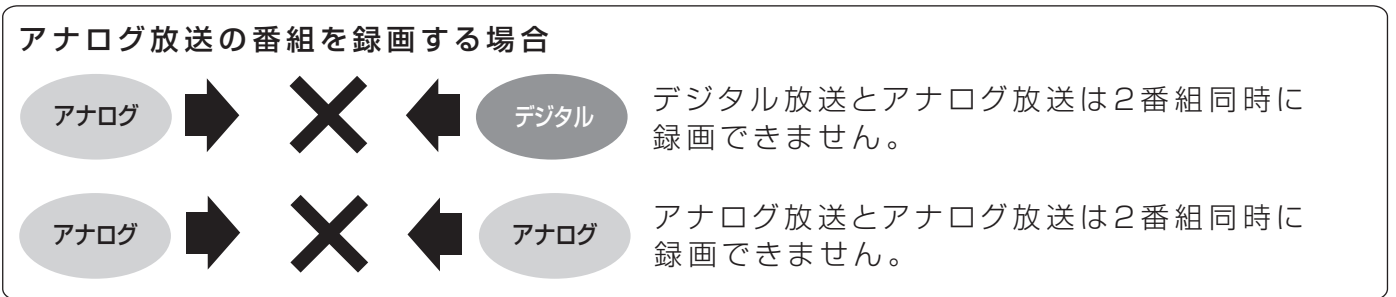 アナログ放送の番組を録画する場合
アナログ
デジタル
デジタル放送とアナログ放送は2番組同時に
録画できません。
アナログ
アナログ
アナログ放送とアナログ放送は2番組同時に
録画できません。